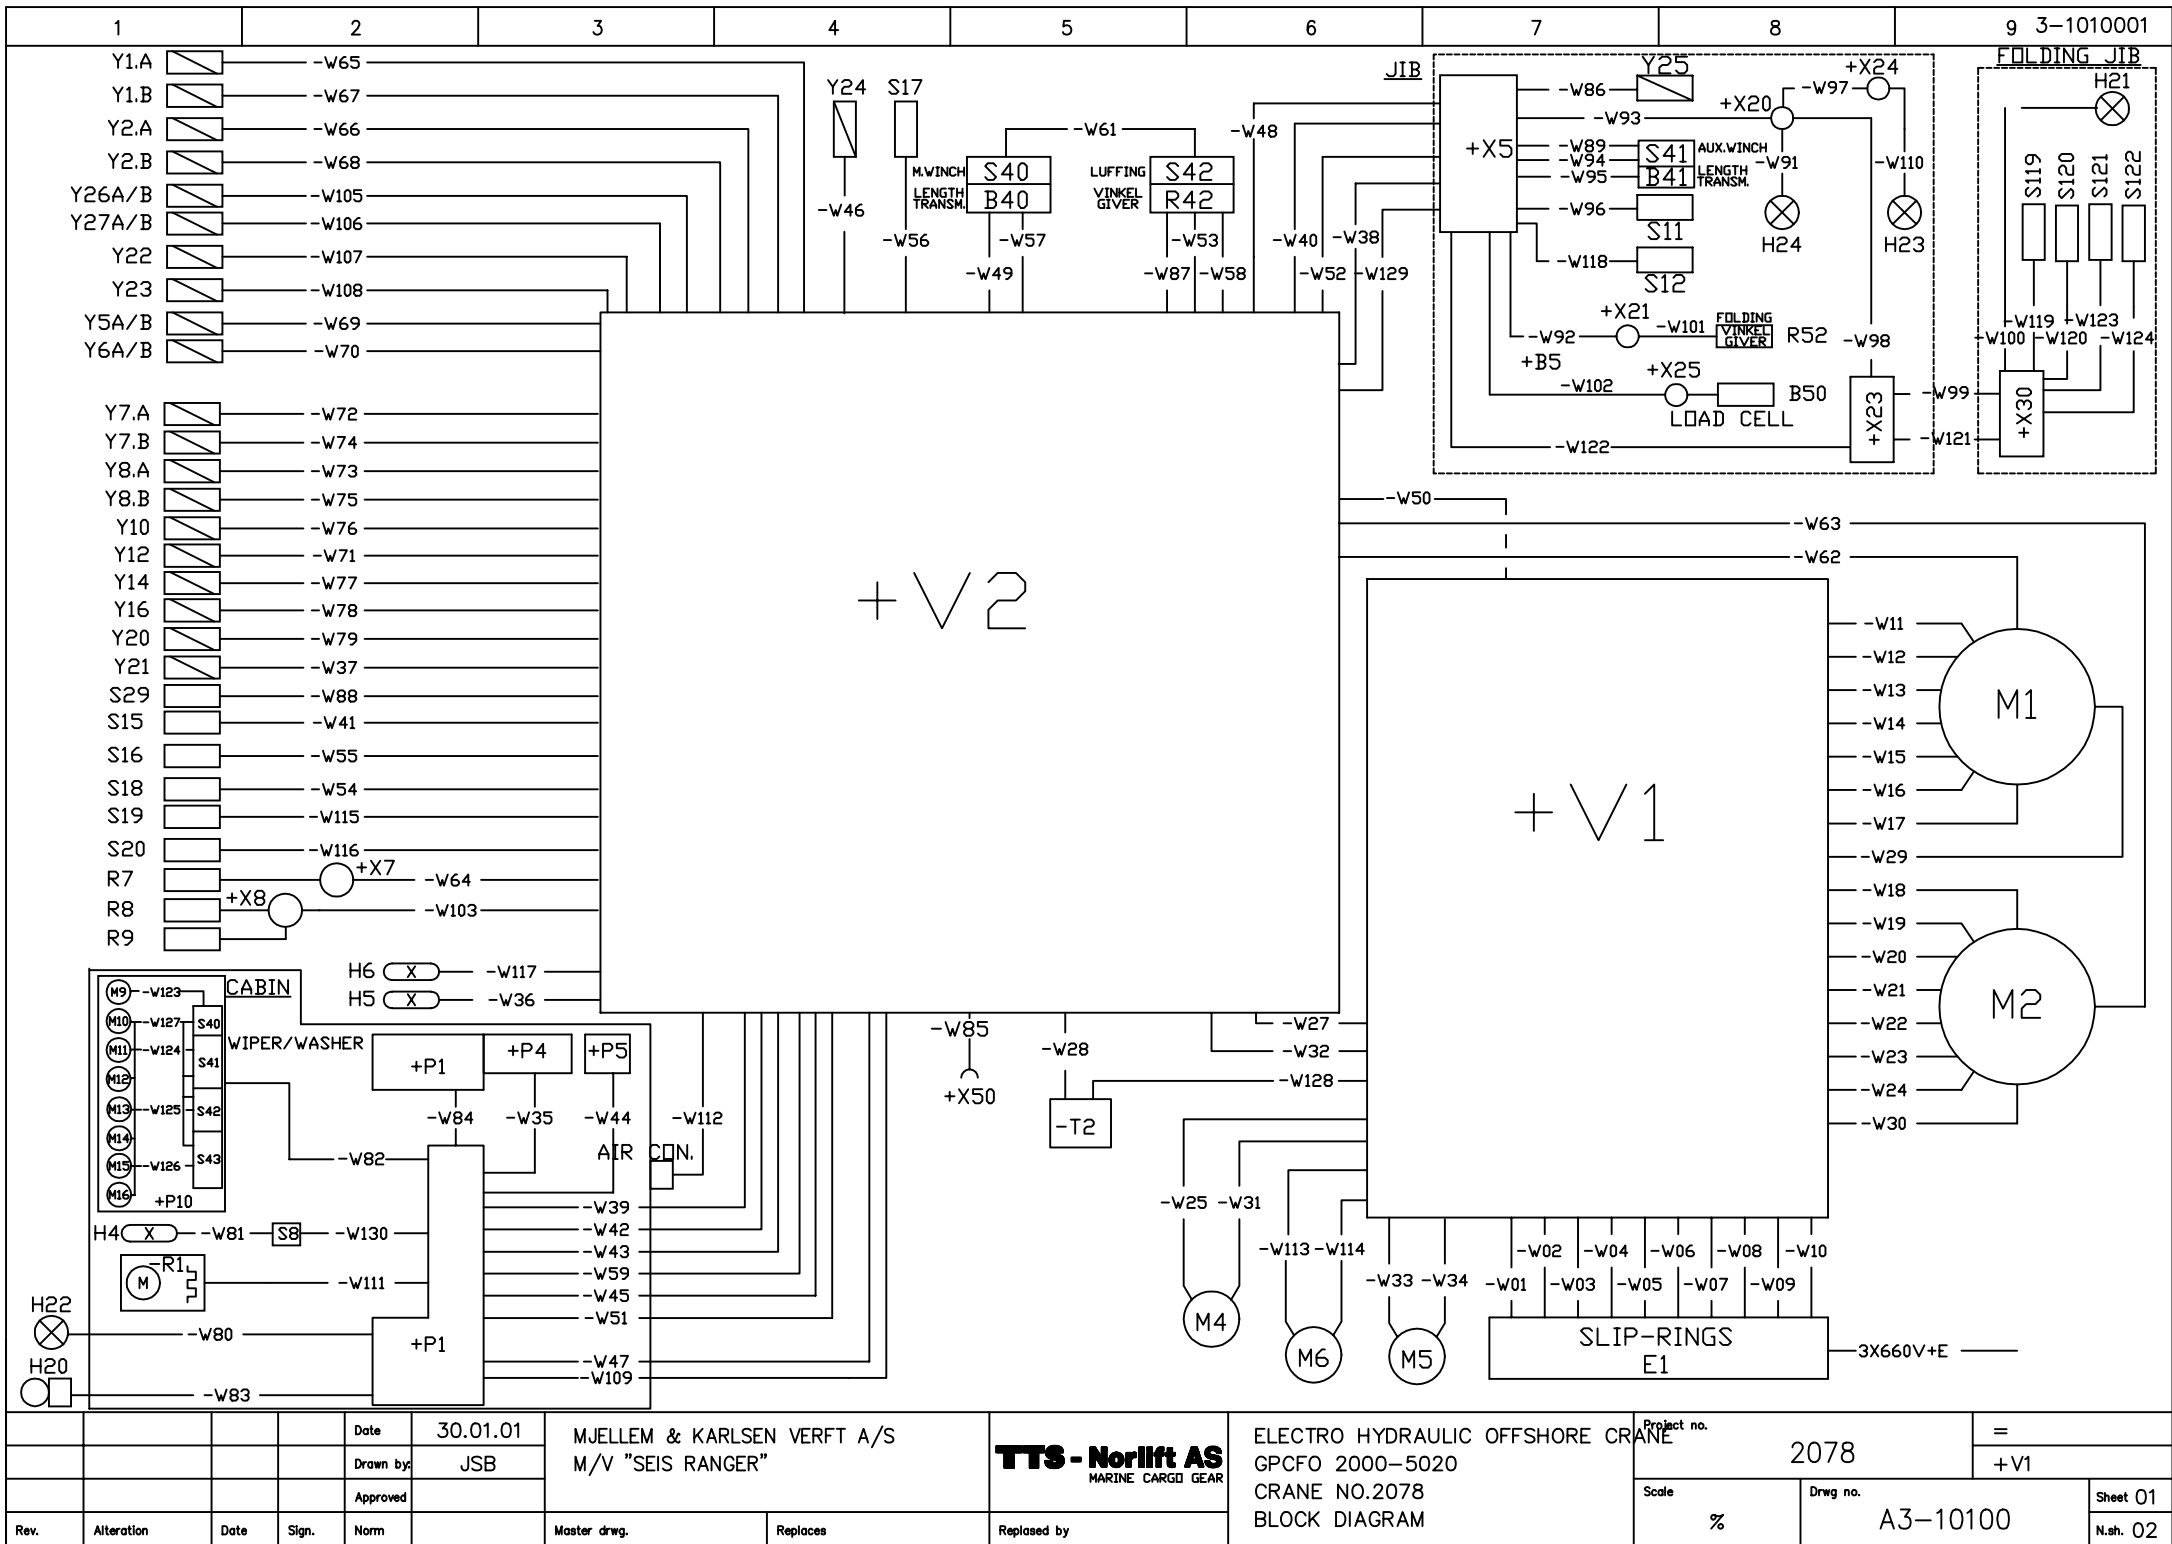 1 2 3 4 5 6 7 8 9 3-1010001
Y1.A -W65
Y1.B -W67
Y2.A -W66
Y2.B -W68
Y26A/B -W105
Y27A/B -W106
Y22 -W107
Y23 -W108
Y5A/B -W69
Y6A/B -W70
Y7.A -W72
Y7.B -W74
Y8.A -W73
Y8.B -W75
Y10 -W76
Y12 -W71
Y14 -W77
Y16 -W78
Y20 -W79
Y21 -W37
S29 -W88
S15 -W41
S16 -W55
S18 -W54
S19 -W115
S20 -W116
R7 +X7 -W64
R8 +X8 -W103
R9
H6 X -W117
H5 X -W36
Y24 S17
-W46 -W56
M.WINCH S40
LENGTH TRANSM. B40
-W49 -W57
-W61
LUFFING S42
VINKEL GIVER R42
-W87 -W53 -W58
-W48
-W40 -W38
-W52 -W129
+V2
JIB
+X5
-W86 Y25
-W93 +X20 -W97 +X24
-W89 S41 AUX.WINCH
-W94
-W95 B41 LENGTH TRANSM.
-W91 -W110
-W96 S11
H24 H23
-W118 S12
-W92 +X21 -W101 FOLDING VINKEL GIVER R52
-W98
+B5
-W102 +X25 B50
LOAD CELL
-W122 +X23
FOLDING JIB
H21
S119 S120 S121 S122
-W119 -W123
-W100 -W120 -W124
-W99 +X30
-W121
-W50
-W63
-W62
+V1
-W11
-W12
-W13
-W14
-W15
-W16
-W17
-W29
M1
-W18
-W19
-W20
-W21
-W22
-W23
-W24
-W30
M2
CABIN
M9 -W123
M10 -W127 S40
M11 -W124 S41
M12
M13 -W125 S42
M14
M15 -W126 S43
M16 +P10
WIPER/WASHER
+P1 +P4 +P5
-W84 -W35 -W44 -W112
AIR CON.
-W82
-W39
-W42
-W43
-W59
-W45
-W51
-W47
-W109
H4 X -W81 S8 -W130
M -R1 -W111
H22 -W80
+P1
H20 -W83
-W85
+X50
-W28
-T2
-W27
-W32
-W128
-W25 -W31
M4
-W113 -W114
M6
-W33 -W34
M5
-W02 -W04 -W06 -W08 -W10
-W01 -W03 -W05 -W07 -W09
SLIP-RINGS
E1
3X660V+E
Date 30.01.01
Drawn by: JSB
Approved
Rev. Alteration Date Sign. Norm
MJELLEM & KARLSEN VERFT A/S
M/V "SEIS RANGER"
Master drwg. Replaces Replased by
TTS - Norlift AS
MARINE CARGO GEAR
ELECTRO HYDRAULIC OFFSHORE CRANE
GPCFO 2000-5020
CRANE NO.2078
BLOCK DIAGRAM
Project no.
2078
=
+V1
Scale
%
Drwg no.
A3-10100
Sheet 01
N.sh. 02